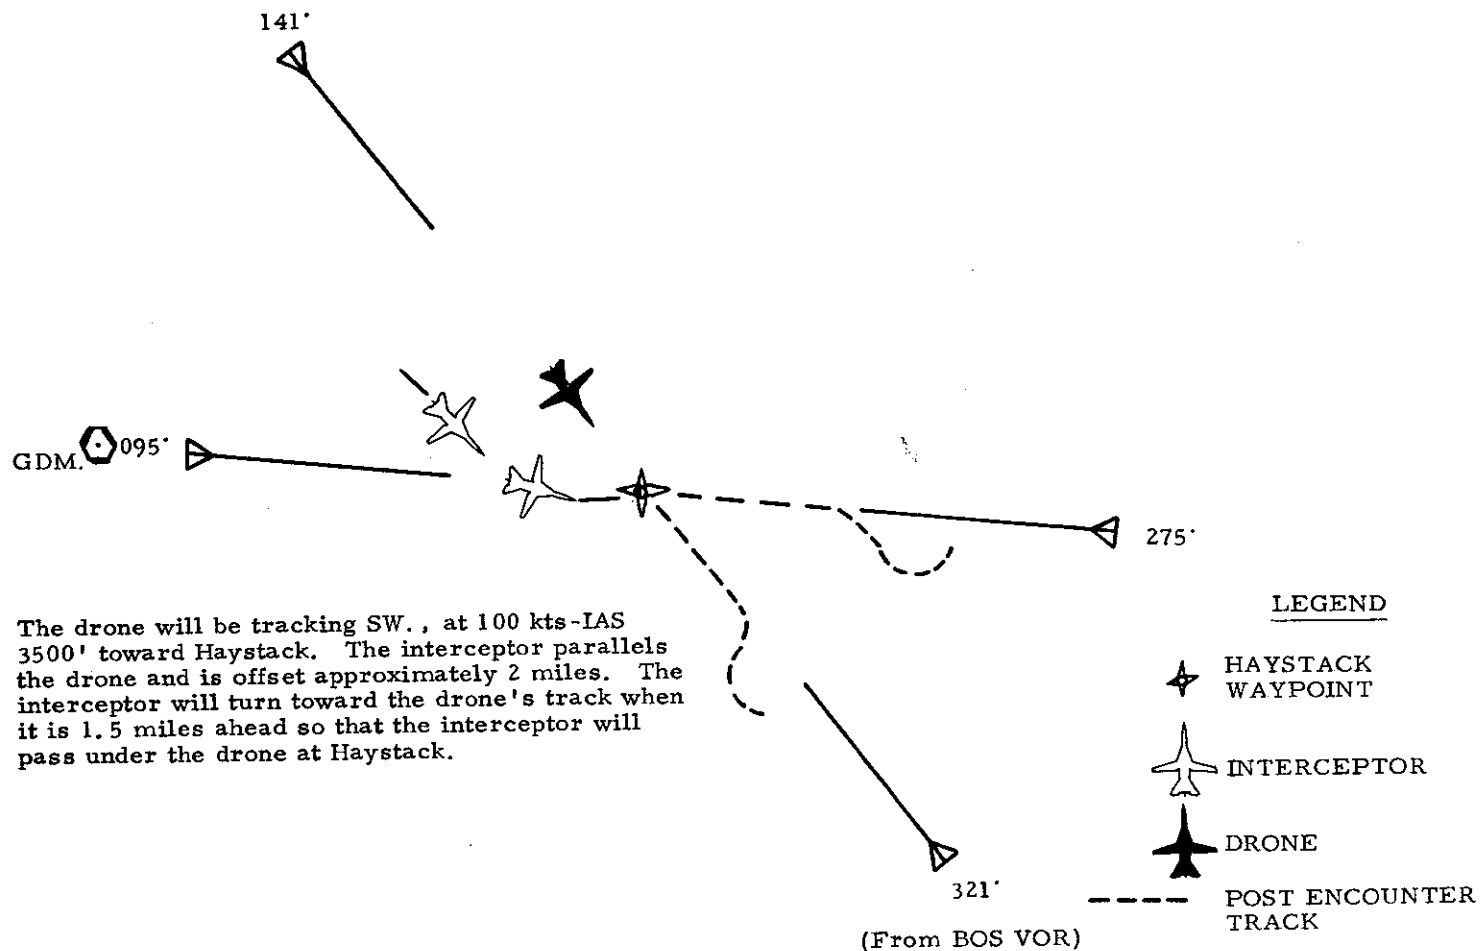 141°
GDM.
095°
275°
The drone will be tracking SW., at 100 kts-IAS
3500' toward Haystack. The interceptor parallels
the drone and is offset approximately 2 miles. The
interceptor will turn toward the drone's track when
it is 1.5 miles ahead so that the interceptor will
pass under the drone at Haystack.
LEGEND
HAYSTACK
WAYPOINT
INTERCEPTOR
DRONE
POST ENCOUNTER
TRACK
321°
(From BOS VOR)